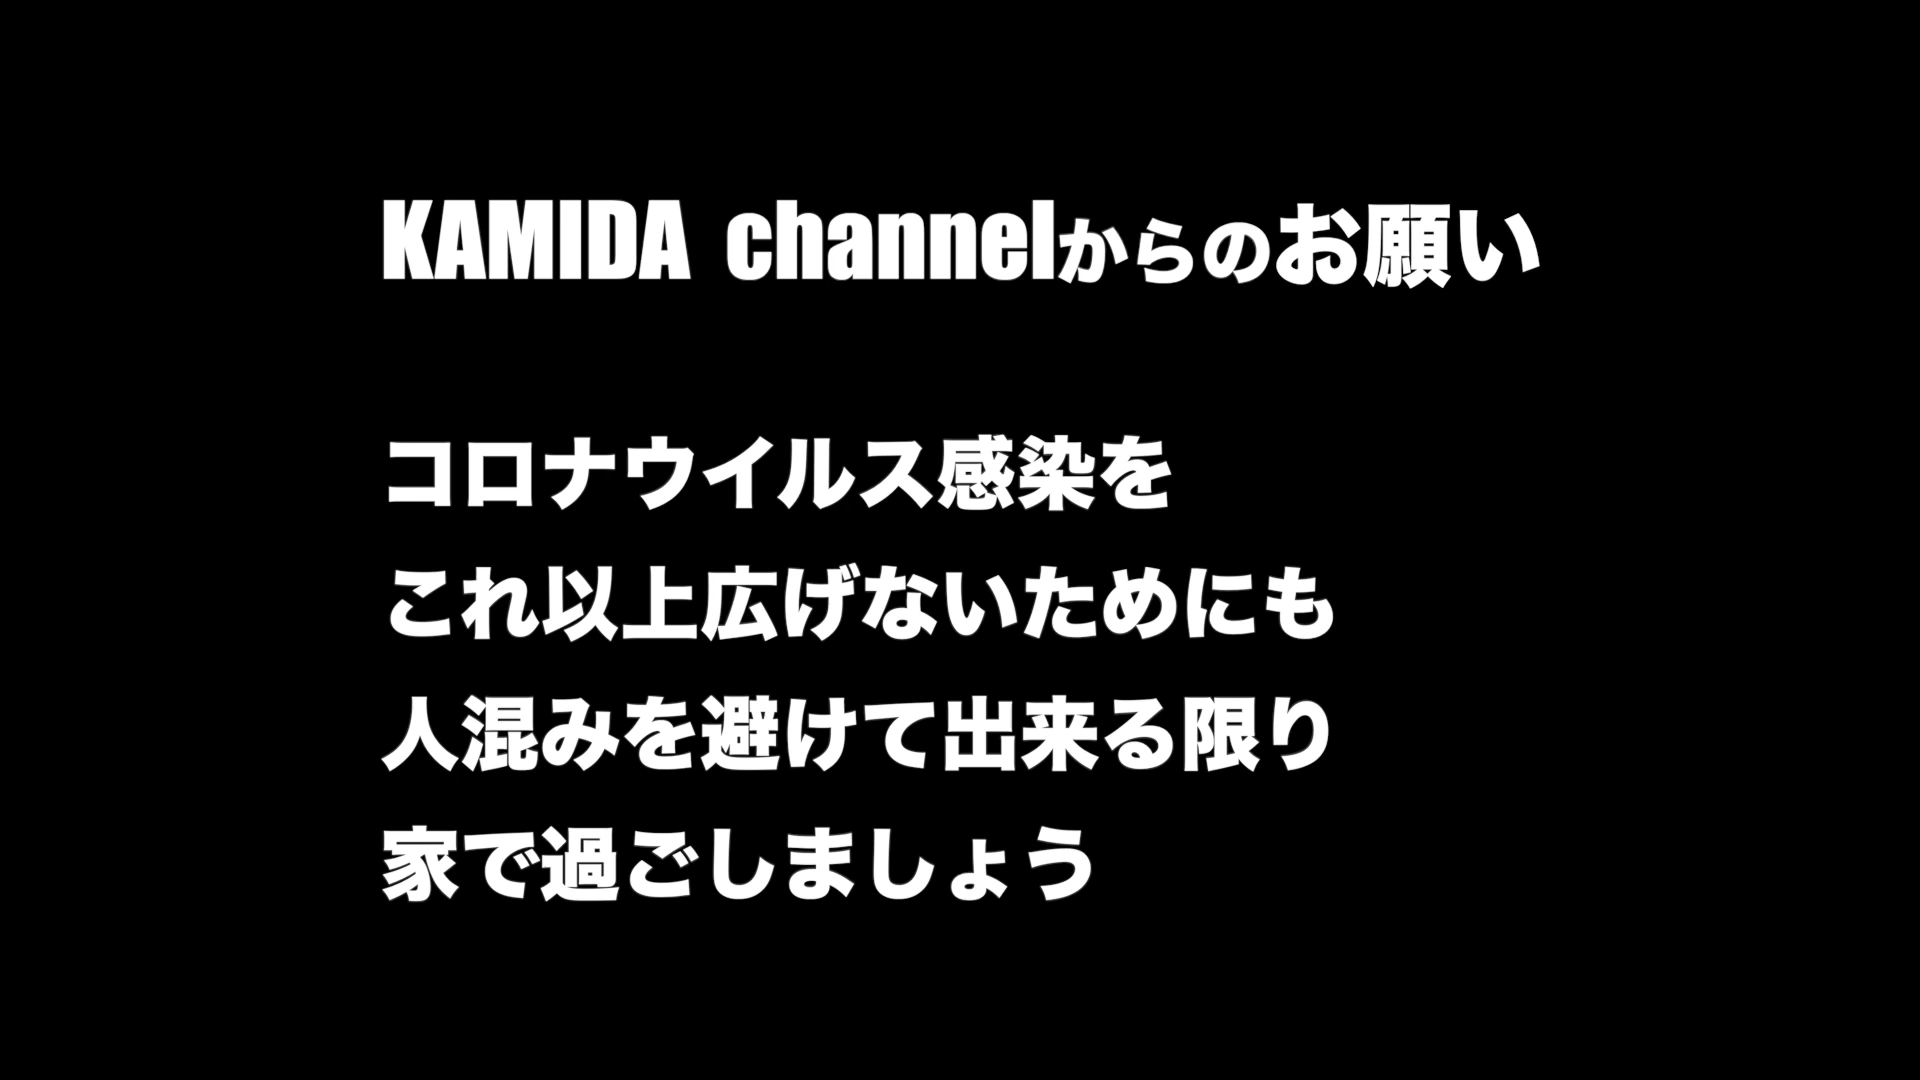 KAMIDA channelからのお願い
コロナウイルス感染を
これ以上広げないためにも
人混みを避けて出来る限り
家で過ごしましょう